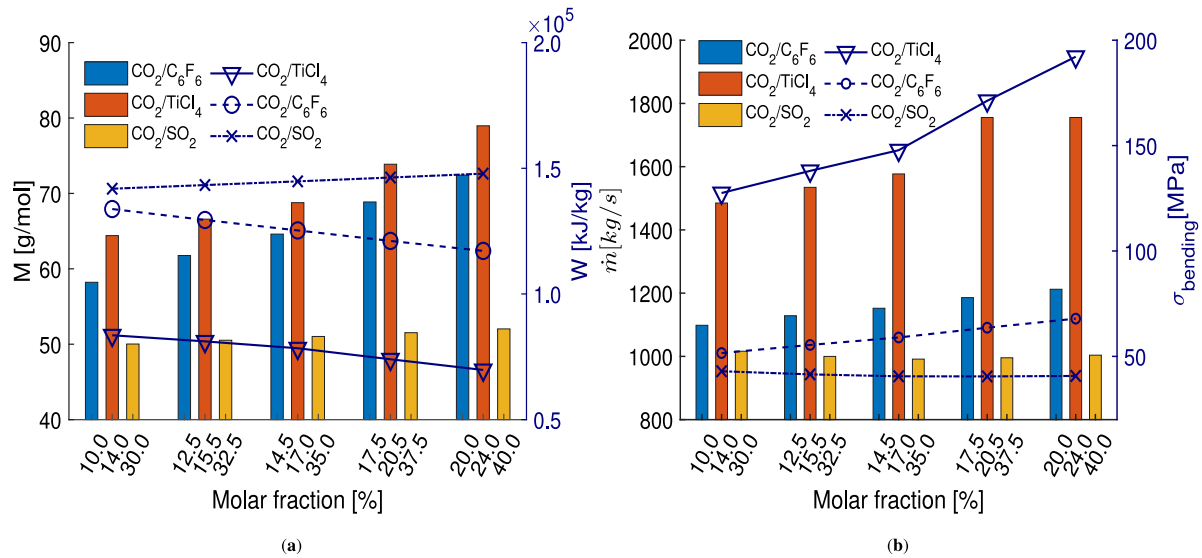 ×10⁵
90
80
70
60
50
40
M [g/mol]
2.0
1.5
1.0
0.5
W [kJ/kg]
CO₂/C₆F₆
CO₂/TiCl₄
CO₂/SO₂
CO₂/TiCl₄
CO₂/C₆F₆
CO₂/SO₂
10.0
14.0
30.0
12.5
15.5
32.5
14.5
17.0
35.0
17.5
20.5
37.5
20.0
24.0
40.0
Molar fraction [%]
(a)
2000
1800
1600
1400
1200
1000
800
ṁ[kg/s]
200
150
100
50
σbending[MPa]
CO₂/C₆F₆
CO₂/TiCl₄
CO₂/SO₂
CO₂/TiCl₄
CO₂/C₆F₆
CO₂/SO₂
10.0
14.0
30.0
12.5
15.5
32.5
14.5
17.0
35.0
17.5
20.5
37.5
20.0
24.0
40.0
Molar fraction [%]
(b)